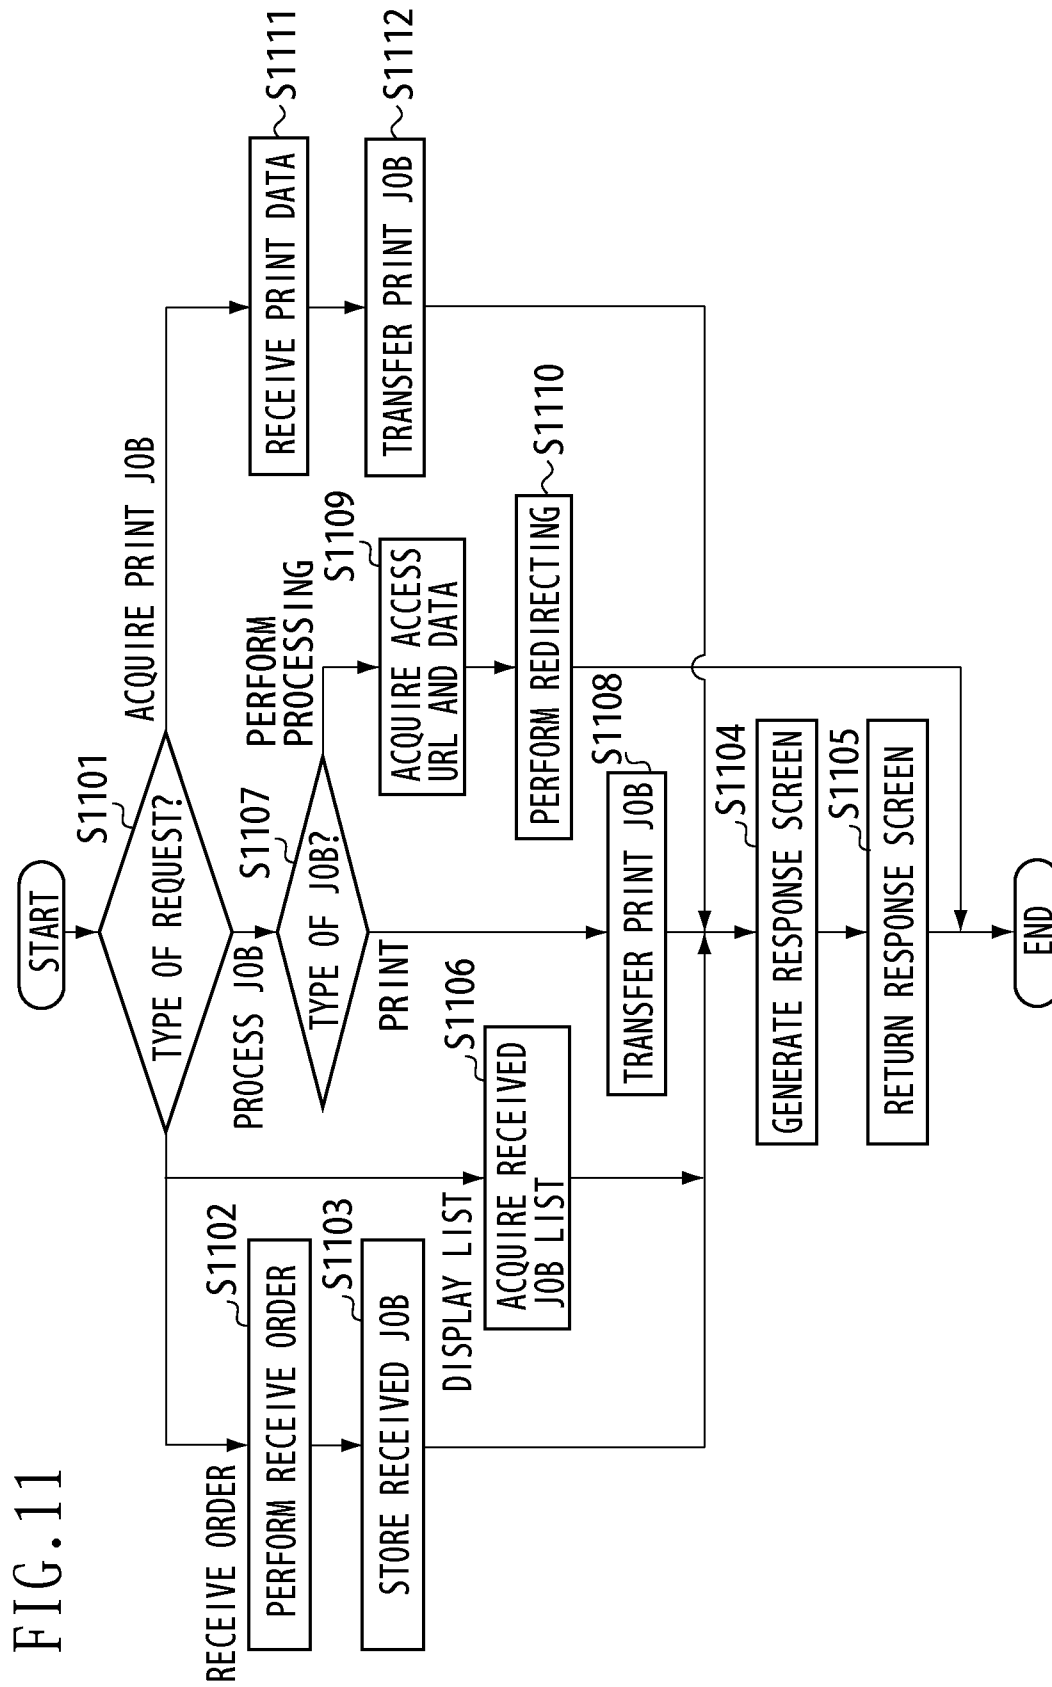 FIG.11
START
S1101
TYPE OF REQUEST?
RECEIVE ORDER
ACQUIRE PRINT JOB
PROCESS JOB
S1102
PERFORM RECEIVE ORDER
S1103
STORE RECEIVED JOB
DISPLAY LIST
S1106
ACQUIRE RECEIVED
JOB LIST
S1107
TYPE OF JOB?
PRINT
PERFORM
PROCESSING
S1109
ACQUIRE ACCESS
URL AND DATA
S1110
PERFORM REDIRECTING
S1111
RECEIVE PRINT DATA
S1112
TRANSFER PRINT JOB
S1108
TRANSFER PRINT JOB
S1104
GENERATE RESPONSE SCREEN
S1105
RETURN RESPONSE SCREEN
END